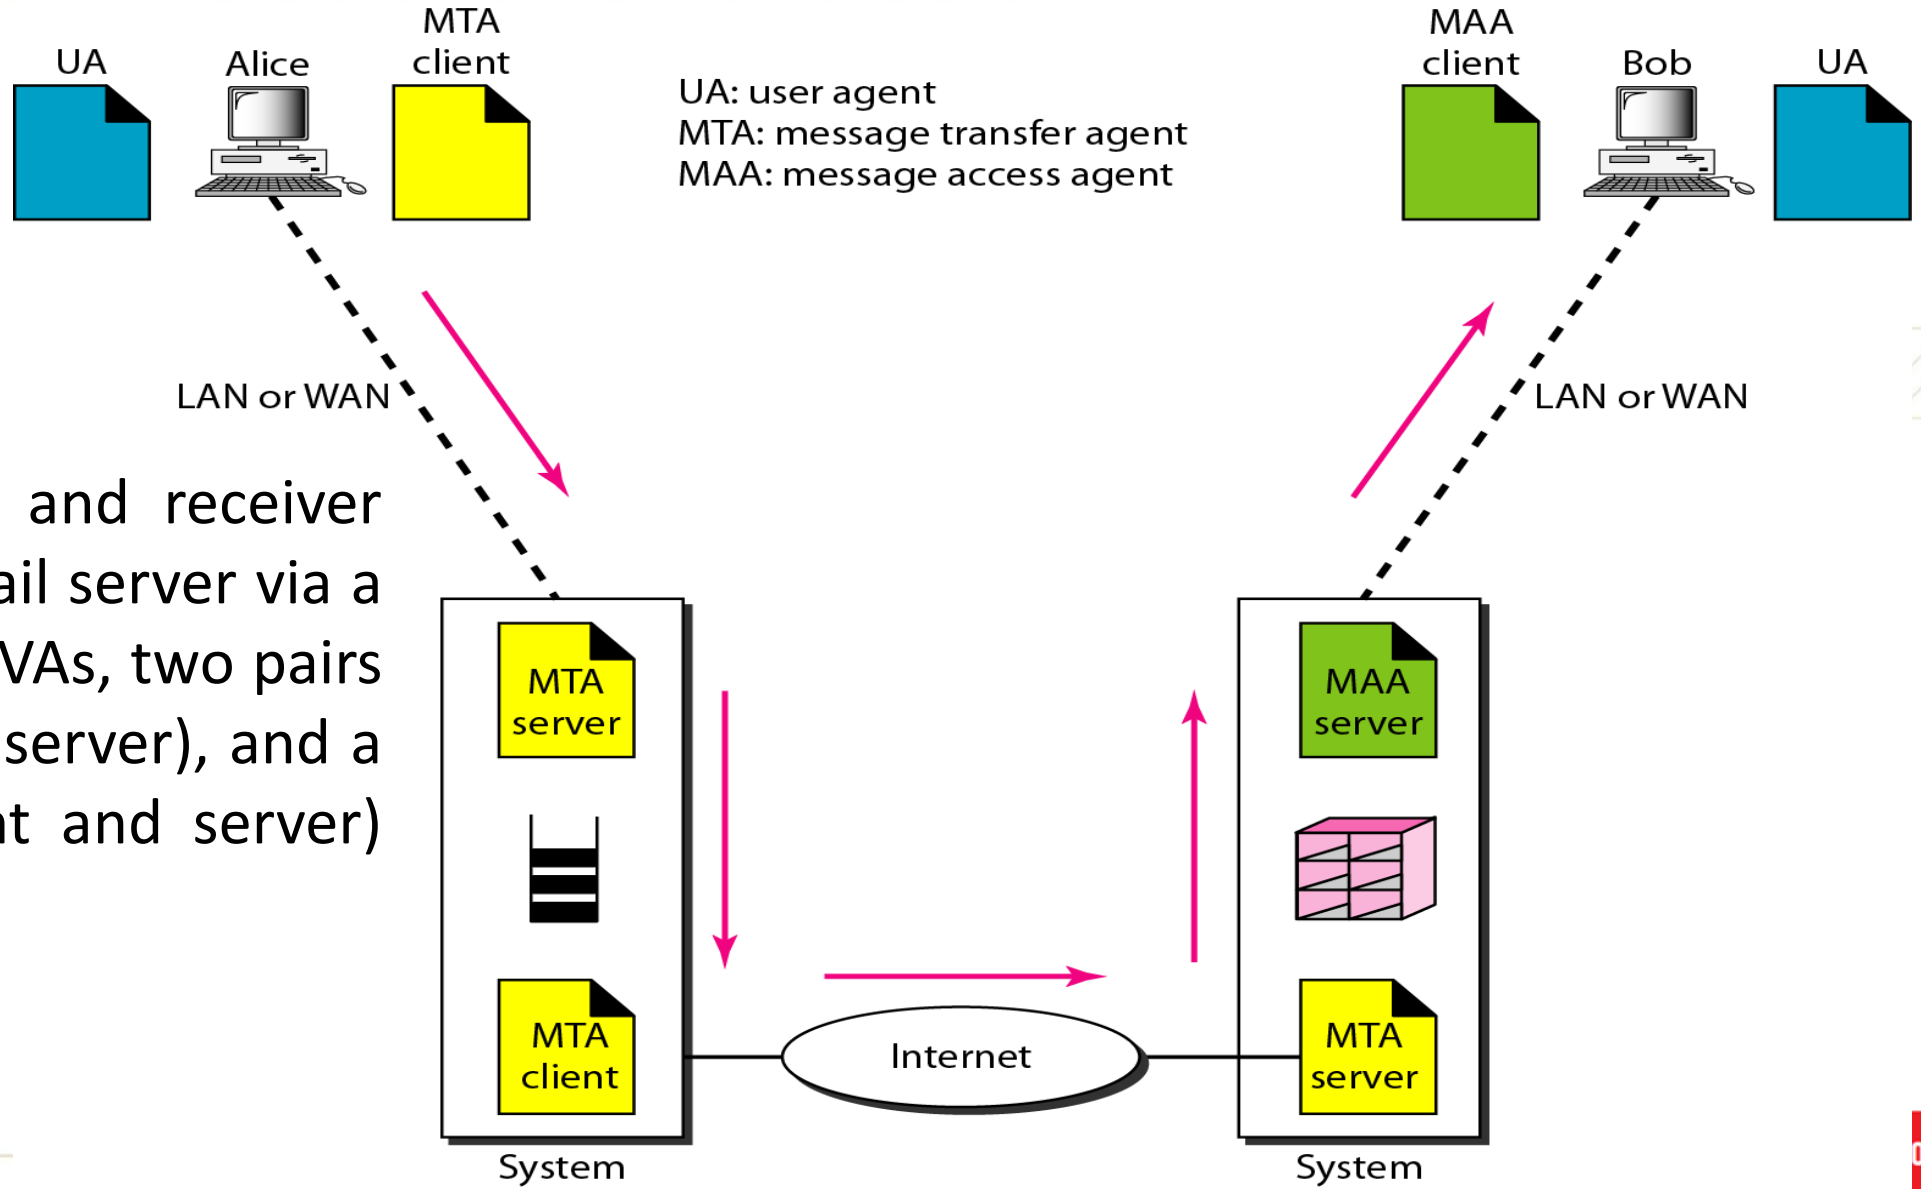 MTA
client
UA
Alice
UA: user agent
MTA: message transfer agent
MAA: message access agent
MAA
client
Bob
UA
LAN or WAN
LAN or WAN
and receiver
ail server via a
VAs, two pairs
server), and a
nt and server)
MTA
server
MTA
client
System
Internet
MAA
server
MTA
server
System